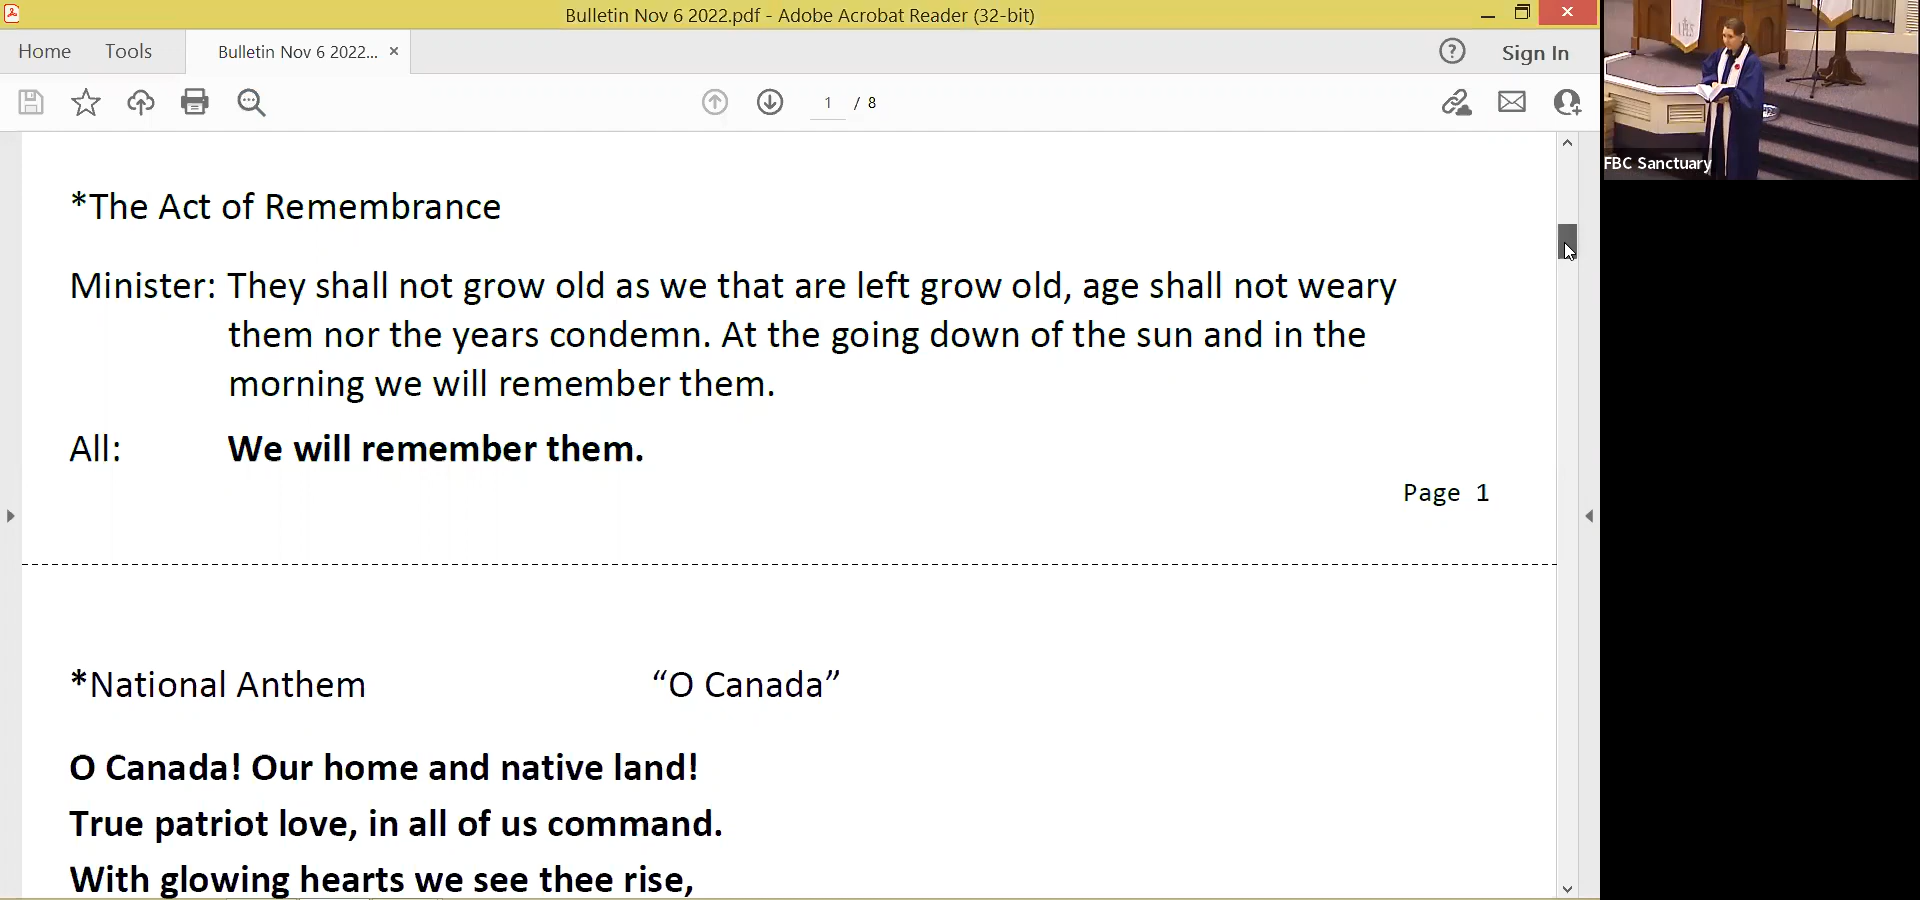 Bulletin Nov 6 2022.pdf - Adobe Acrobat Reader (32-bit)
Home Tools Bulletin Nov 6 2022... × Sign In
1 / 8
FBC Sanctuary
*The Act of Remembrance
Minister: They shall not grow old as we that are left grow old, age shall not weary
them nor the years condemn. At the going down of the sun and in the
morning we will remember them.
All: We will remember them.
Page 1
*National Anthem “O Canada”
O Canada! Our home and native land!
True patriot love, in all of us command.
With glowing hearts we see thee rise,